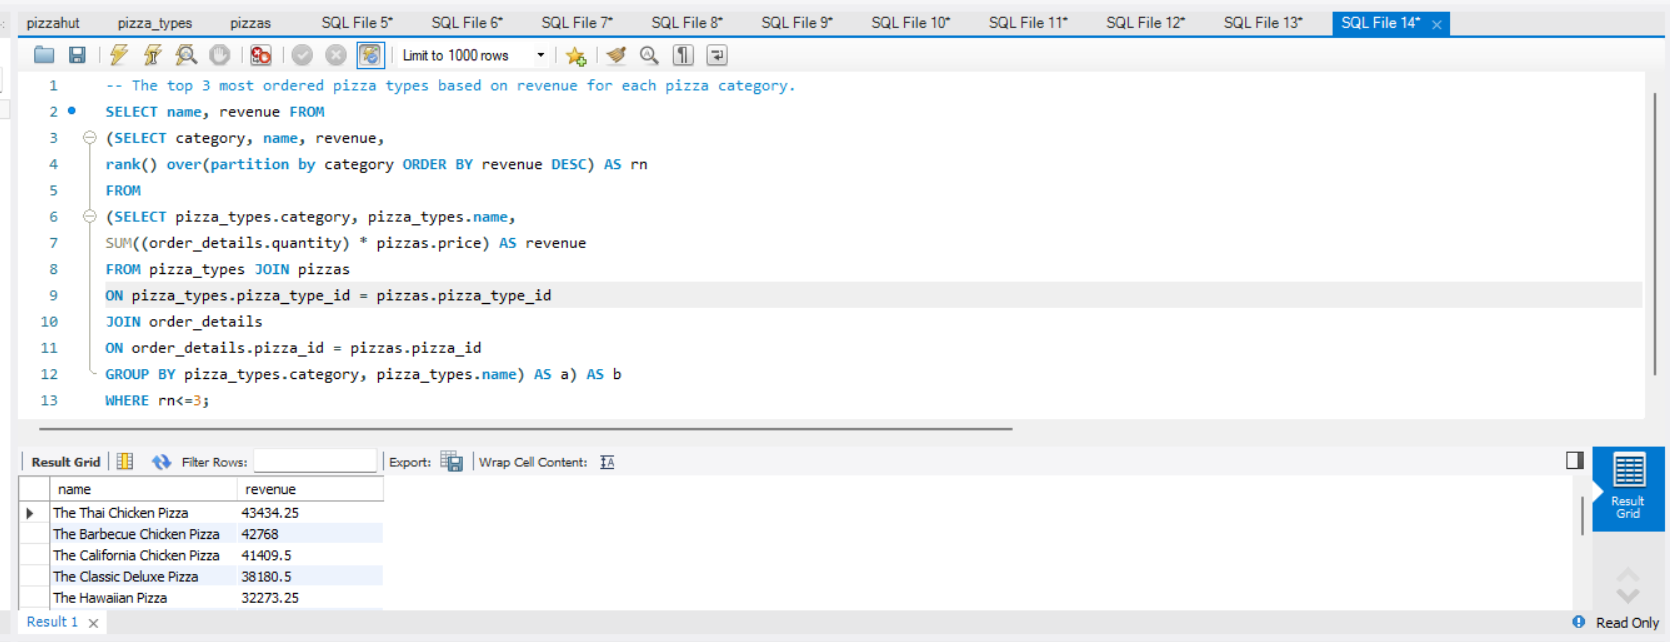 pizzahut pizza_types pizzas SQL File 5* SQL File 6* SQL File 7* SQL File 8* SQL File 9* SQL File 10* SQL File 11* SQL File 12* SQL File 13* SQL File 14*
Limit to 1000 rows
1 -- The top 3 most ordered pizza types based on revenue for each pizza category.
2 SELECT name, revenue FROM
3 (SELECT category, name, revenue,
4 rank() over(partition by category ORDER BY revenue DESC) AS rn
5 FROM
6 (SELECT pizza_types.category, pizza_types.name,
7 SUM((order_details.quantity) * pizzas.price) AS revenue
8 FROM pizza_types JOIN pizzas
9 ON pizza_types.pizza_type_id = pizzas.pizza_type_id
10 JOIN order_details
11 ON order_details.pizza_id = pizzas.pizza_id
12 GROUP BY pizza_types.category, pizza_types.name) AS a) AS b
13 WHERE rn<=3;
Result Grid Filter Rows: Export: Wrap Cell Content:
name revenue
The Thai Chicken Pizza 43434.25
The Barbecue Chicken Pizza 42768
The California Chicken Pizza 41409.5
The Classic Deluxe Pizza 38180.5
The Hawaiian Pizza 32273.25
Result
Grid
Result 1 Read Only